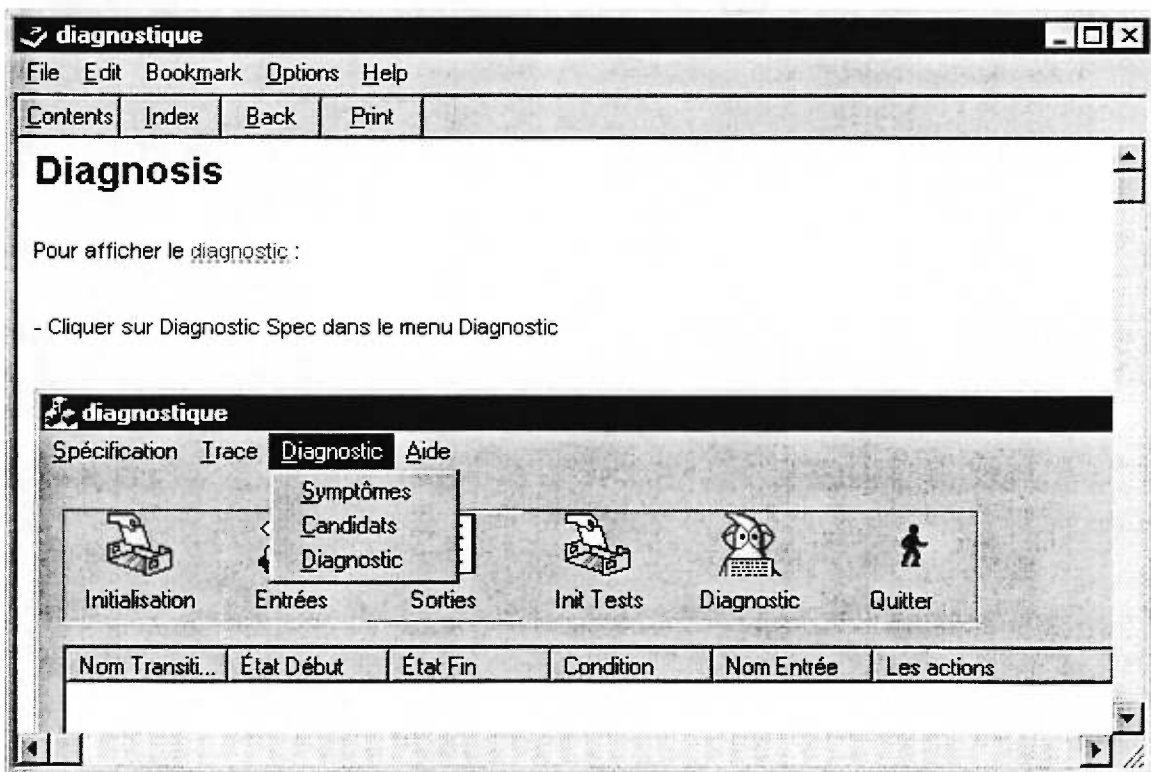 diagnostique
File Edit Bookmark Options Help
Contents Index Back Print
Diagnosis
Pour afficher le diagnostic :
- Cliquer sur Diagnostic Spec dans le menu Diagnostic
diagnostique
Spécification Trace Diagnostic Aide
Symptômes
Candidats
Diagnostic
Initialisation Entrées Sorties Init Tests Diagnostic Quitter
Nom Transiti... État Début État Fin Condition Nom Entrée Les actions